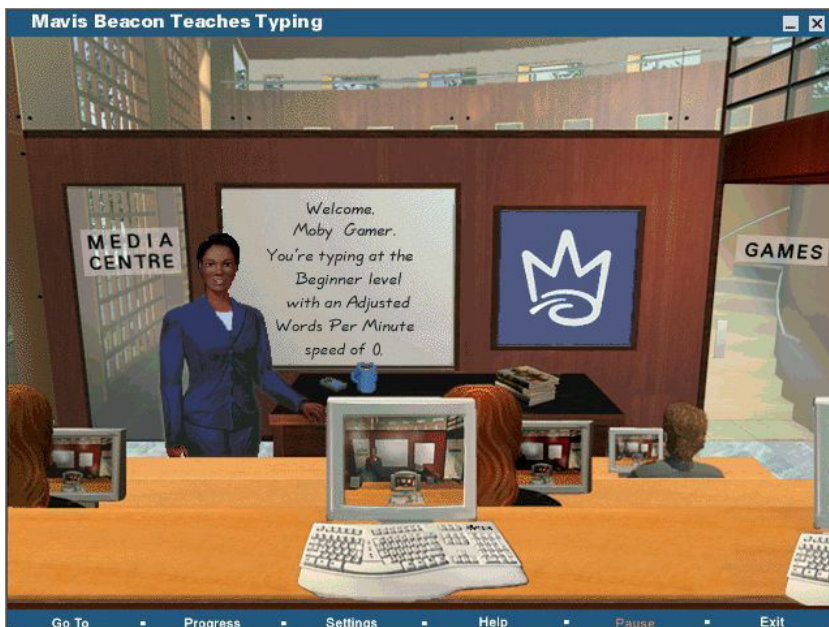 Mavis Beacon Teaches Typing
MEDIA
CENTRE
Welcome,
Moby Gamer.
You're typing at the
Beginner level
with an Adjusted
Words Per Minute
speed of 0.
GAMES
Go To Progress Settings Help Pause Exit